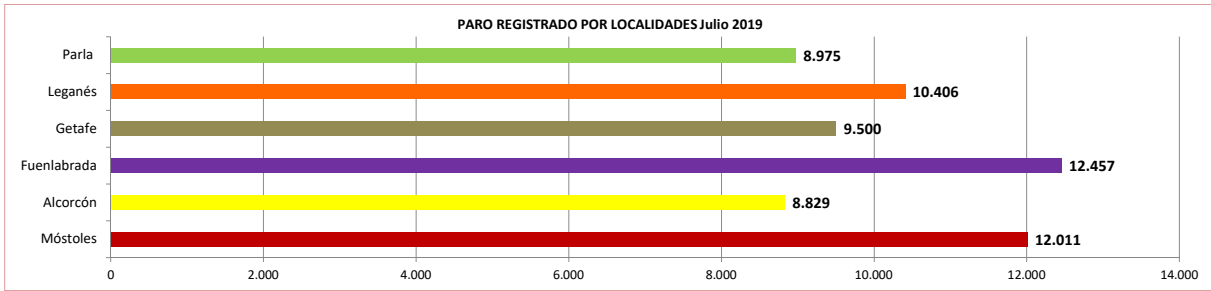 PARO REGISTRADO POR LOCALIDADES Julio 2019
Parla 8.975
Leganés 10.406
Getafe 9.500
Fuenlabrada 12.457
Alcorcón 8.829
Móstoles 12.011
0 2.000 4.000 6.000 8.000 10.000 12.000 14.000